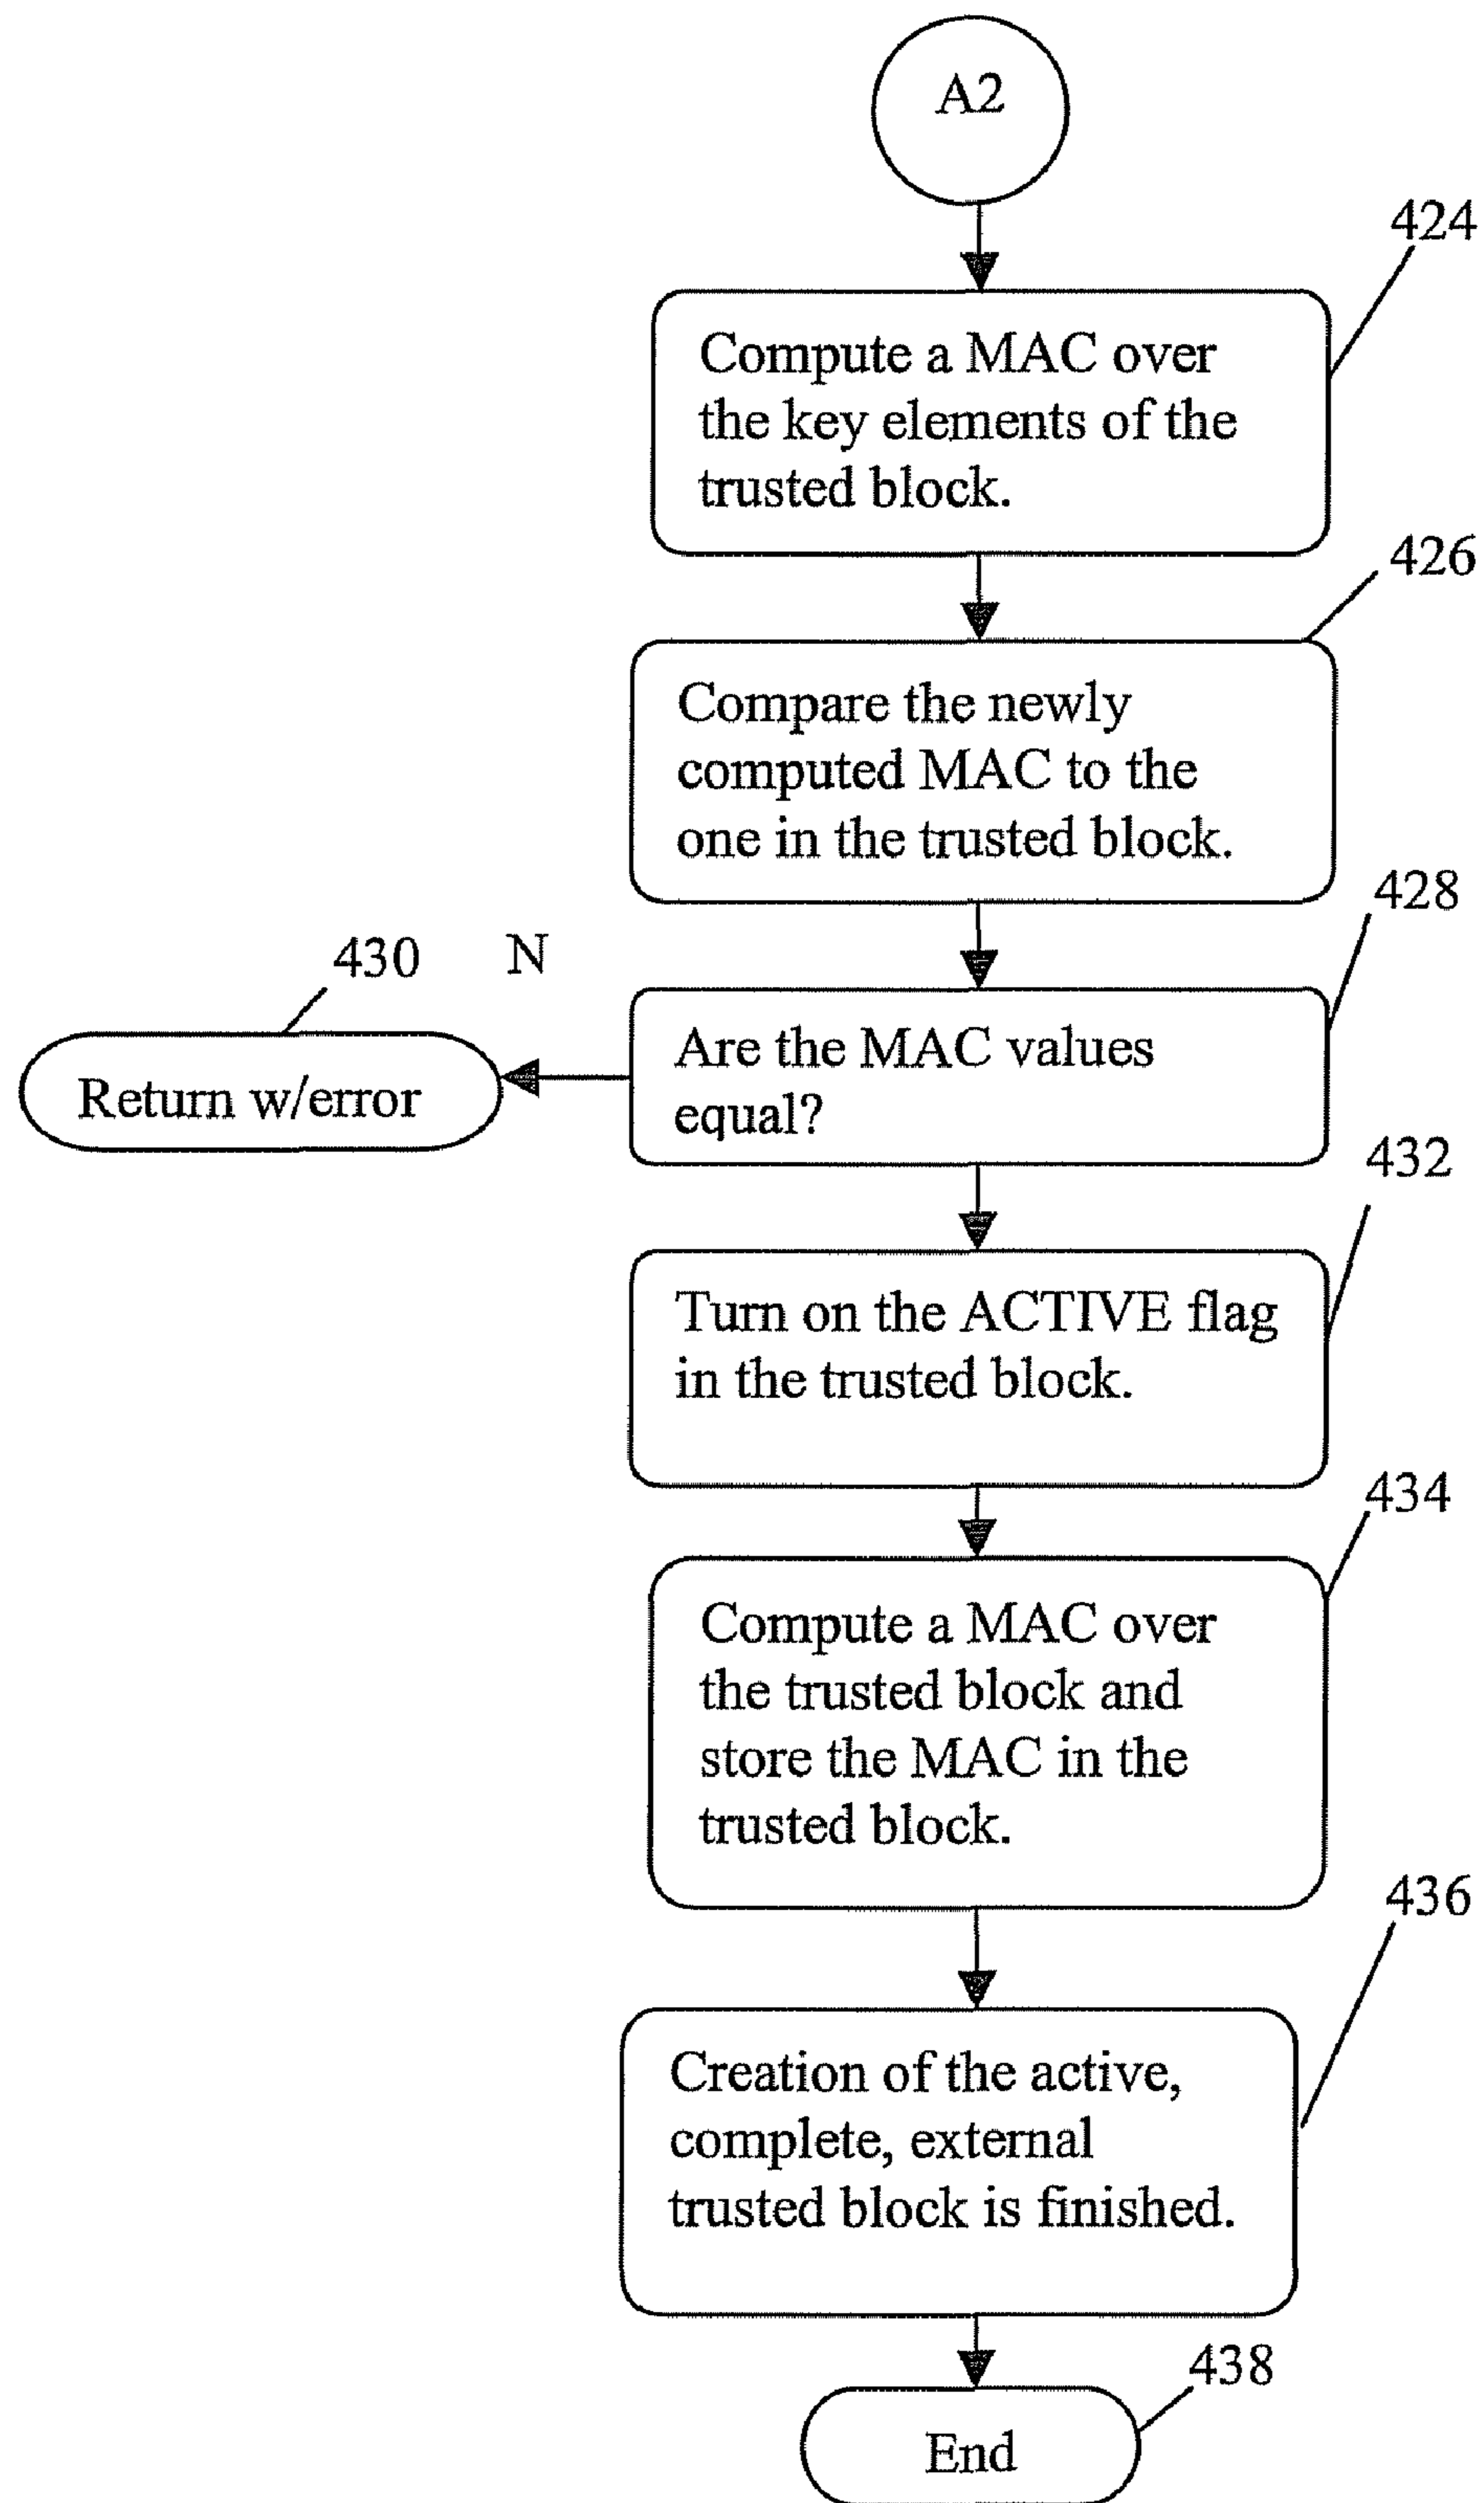 A2
424
Compute a MAC over
the key elements of the
trusted block.
426
Compare the newly
computed MAC to the
one in the trusted block.
428
430
N
Are the MAC values
equal?
Return w/error
432
Turn on the ACTIVE flag
in the trusted block.
434
Compute a MAC over
the trusted block and
store the MAC in the
trusted block.
436
Creation of the active,
complete, external
trusted block is finished.
438
End